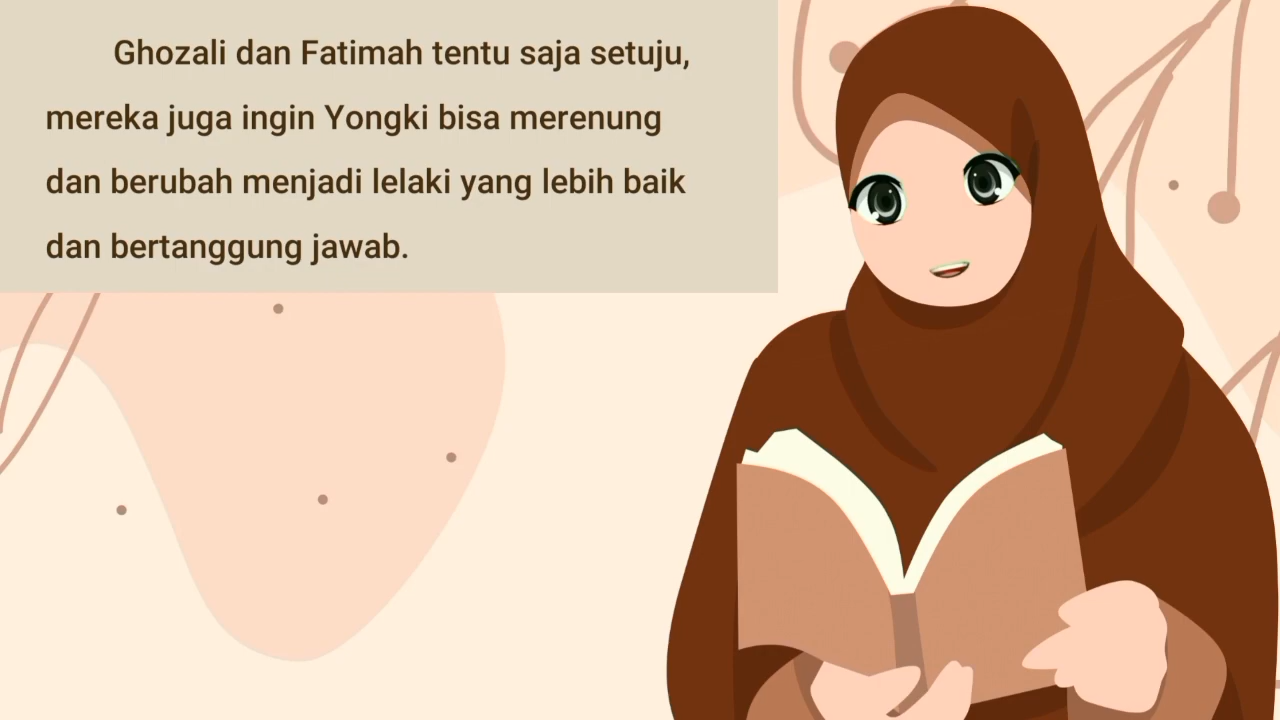 Ghozali dan Fatimah tentu saja setuju,
mereka juga ingin Yongki bisa merenung
dan berubah menjadi lelaki yang lebih baik
dan bertanggung jawab.